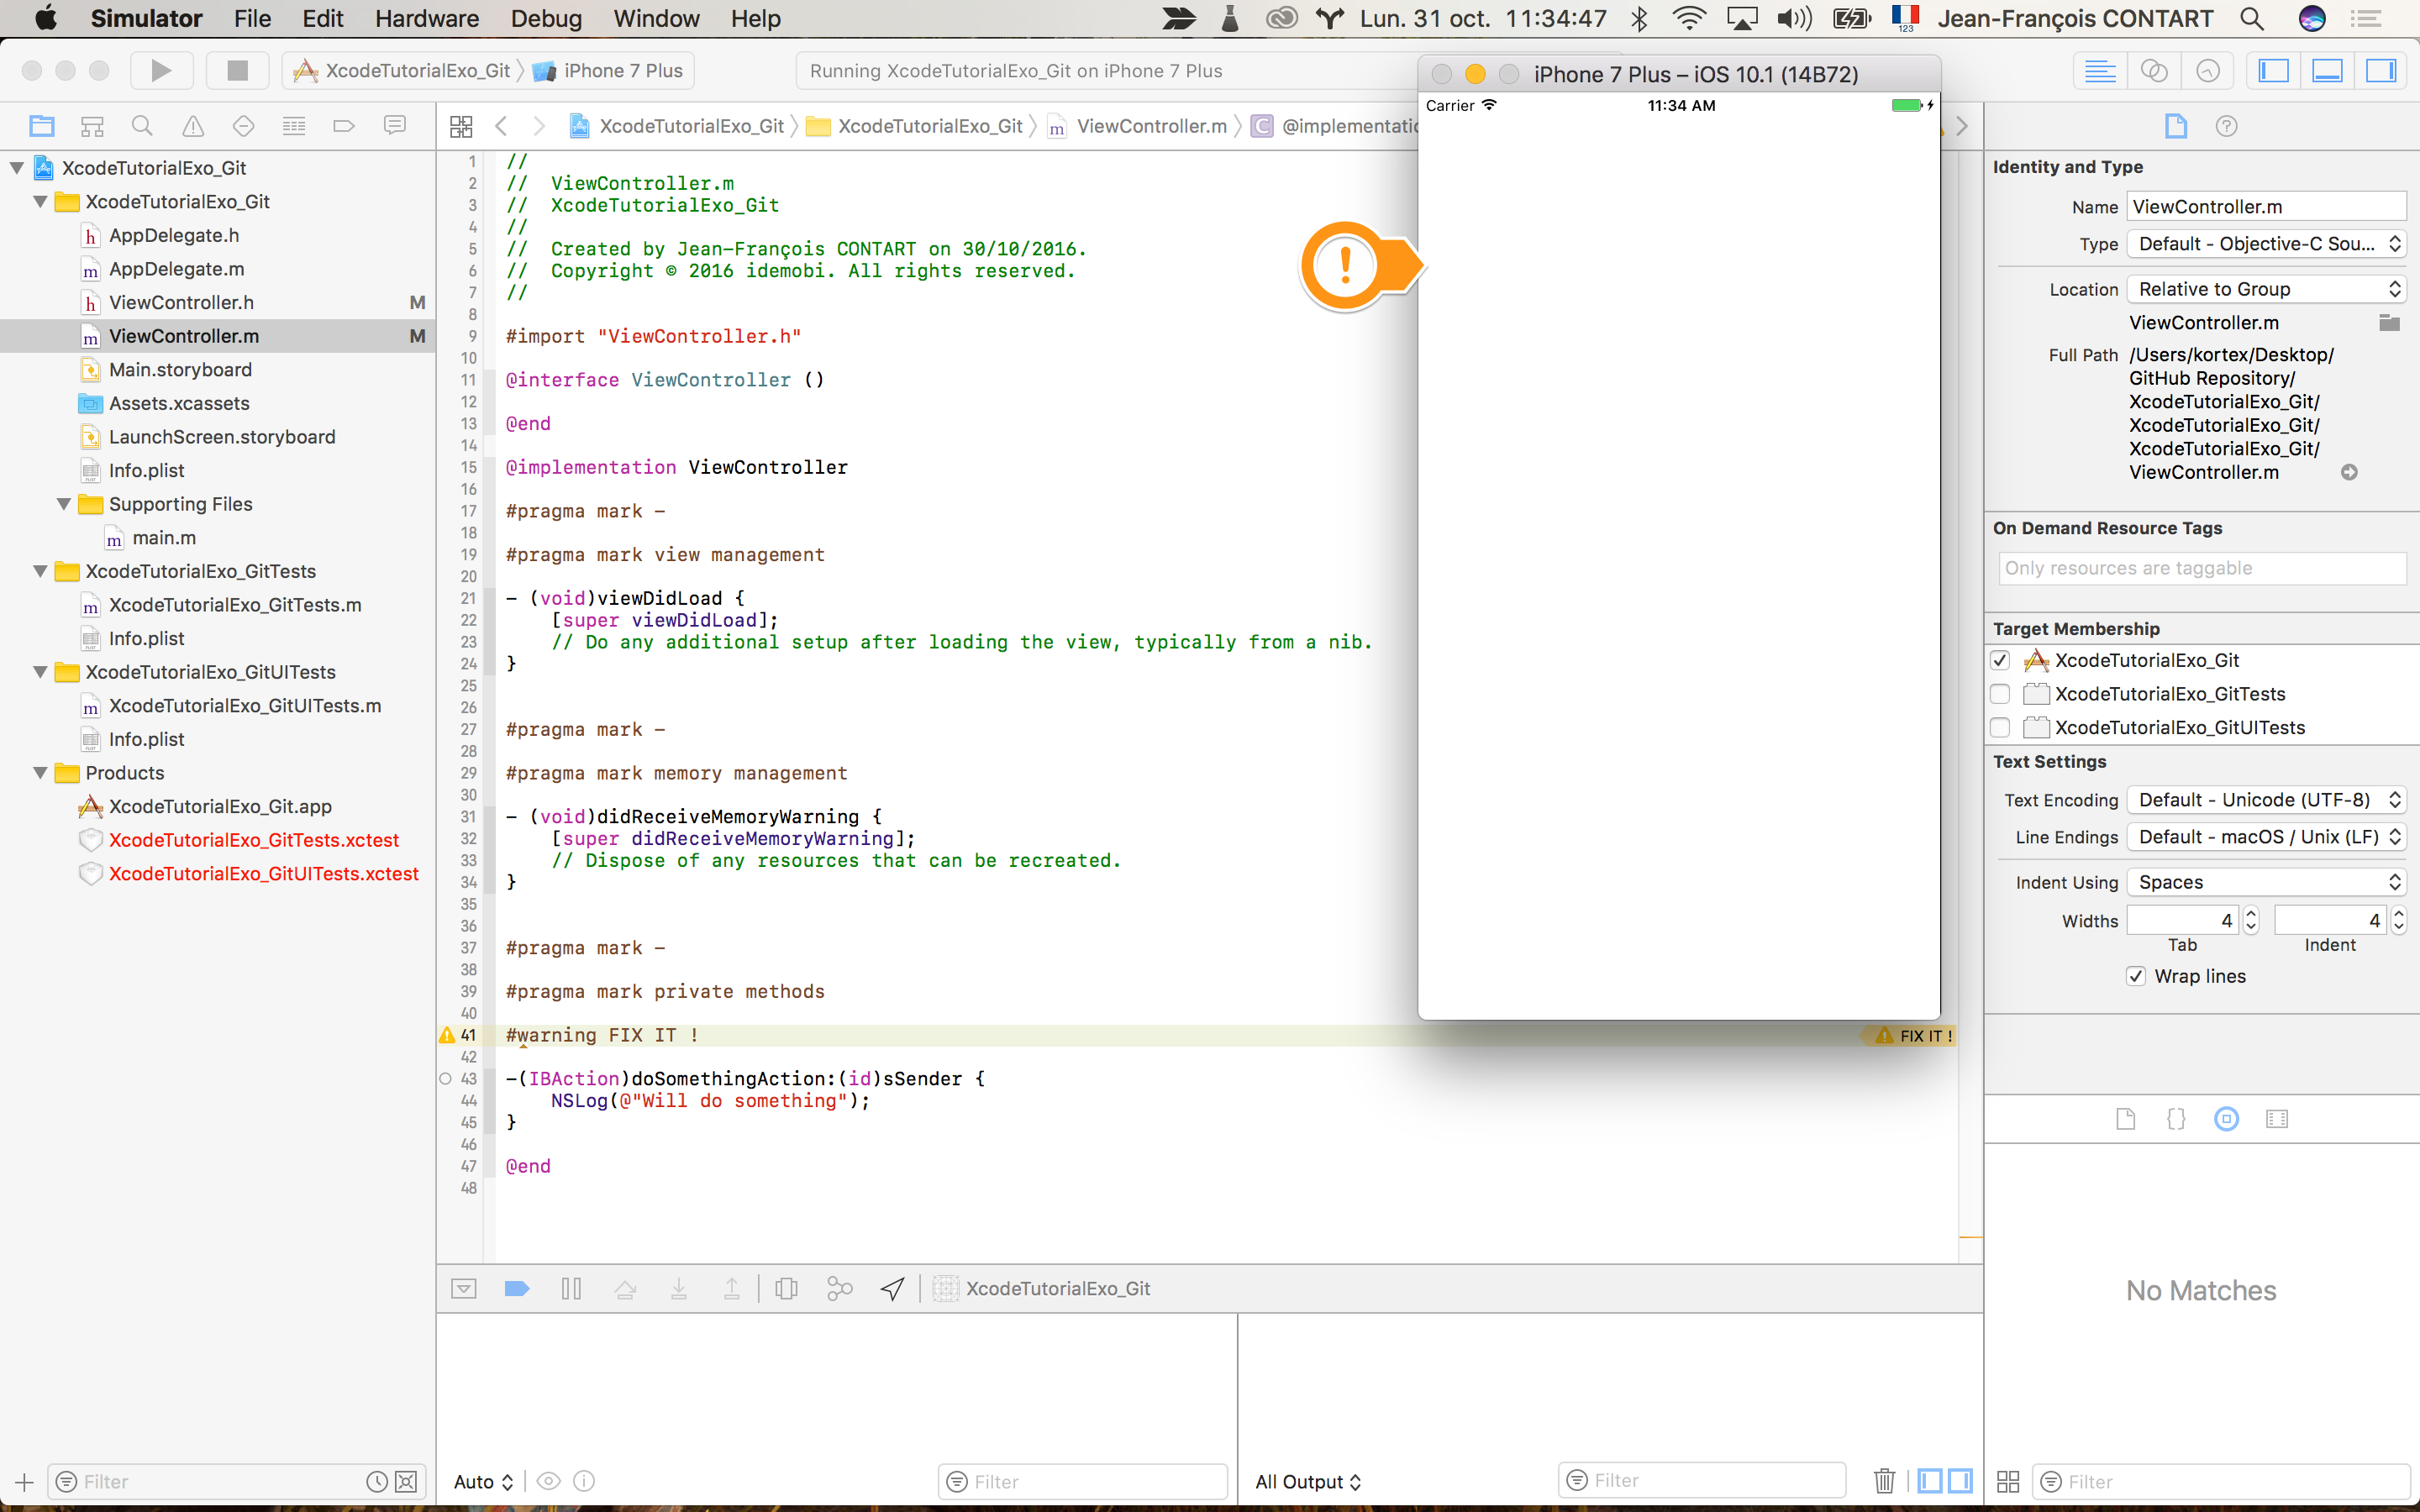 Simulator File Edit Hardware Debug Window Help Lun. 31 oct. 11:34:47 123 Jean-François CONTART
XcodeTutorialExo_Git iPhone 7 Plus
Running XcodeTutorialExo_Git on iPhone 7 Plus
XcodeTutorialExo_Git XcodeTutorialExo_Git ViewController.m @implementatic
XcodeTutorialExo_Git
XcodeTutorialExo_Git
AppDelegate.h
AppDelegate.m
ViewController.h M
ViewController.m M
Main.storyboard
Assets.xcassets
LaunchScreen.storyboard
Info.plist
Supporting Files
main.m
XcodeTutorialExo_GitTests
XcodeTutorialExo_GitTests.m
Info.plist
XcodeTutorialExo_GitUITests
XcodeTutorialExo_GitUITests.m
Info.plist
Products
XcodeTutorialExo_Git.app
XcodeTutorialExo_GitTests.xctest
XcodeTutorialExo_GitUITests.xctest
Filter
1 //
2 // ViewController.m
3 // XcodeTutorialExo_Git
4 //
5 // Created by Jean-François CONTART on 30/10/2016.
6 // Copyright © 2016 idemobi. All rights reserved.
7 //
8
9 #import "ViewController.h"
10
11 @interface ViewController ()
12
13 @end
14
15 @implementation ViewController
16
17 #pragma mark -
18
19 #pragma mark view management
20
21 - (void)viewDidLoad {
22 [super viewDidLoad];
23 // Do any additional setup after loading the view, typically from a nib.
24 }
25
26
27 #pragma mark -
28
29 #pragma mark memory management
30
31 - (void)didReceiveMemoryWarning {
32 [super didReceiveMemoryWarning];
33 // Dispose of any resources that can be recreated.
34 }
35
36
37 #pragma mark -
38
39 #pragma mark private methods
40
41 #warning FIX IT ! FIX IT !
42
43 -(IBAction)doSomethingAction:(id)sSender {
44 NSLog(@"Will do something");
45 }
46
47 @end
48
XcodeTutorialExo_Git
Auto Filter
All Output Filter
iPhone 7 Plus – iOS 10.1 (14B72)
Carrier 11:34 AM
Identity and Type
Name ViewController.m
Type Default - Objective-C Sou...
Location Relative to Group
ViewController.m
Full Path /Users/kortex/Desktop/
GitHub Repository/
XcodeTutorialExo_Git/
XcodeTutorialExo_Git/
XcodeTutorialExo_Git/
ViewController.m
On Demand Resource Tags
Only resources are taggable
Target Membership
XcodeTutorialExo_Git
XcodeTutorialExo_GitTests
XcodeTutorialExo_GitUITests
Text Settings
Text Encoding Default - Unicode (UTF-8)
Line Endings Default - macOS / Unix (LF)
Indent Using Spaces
Widths 4 4
Tab Indent
Wrap lines
No Matches
Filter